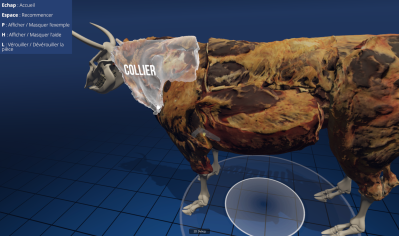 Echap : Accueil
Espace : Recommencer
P : Afficher / Masquer l'exemple
H : Afficher / Masquer l'aide
L : Vérouiller / Dévérouiller la
pièce
COLLIER